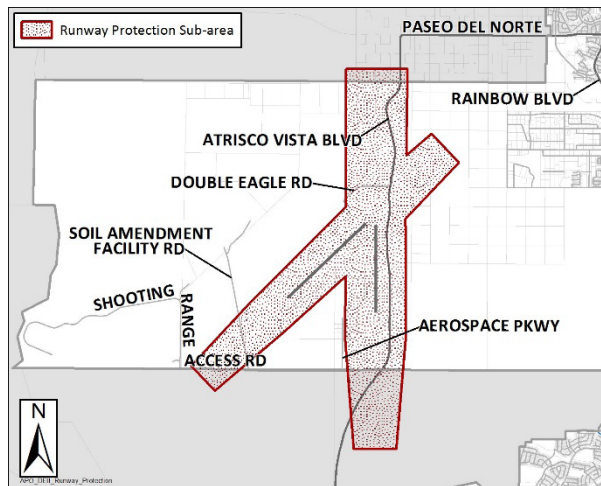 Runway Protection Sub-area
PASEO DEL NORTE
RAINBOW BLVD
ATRISCO VISTA BLVD
DOUBLE EAGLE RD
SOIL AMENDMENT
FACILITY RD
SHOOTING
RANGE
ACCESS RD
AEROSPACE PKWY
N
APO_DEII_Runway_Protection